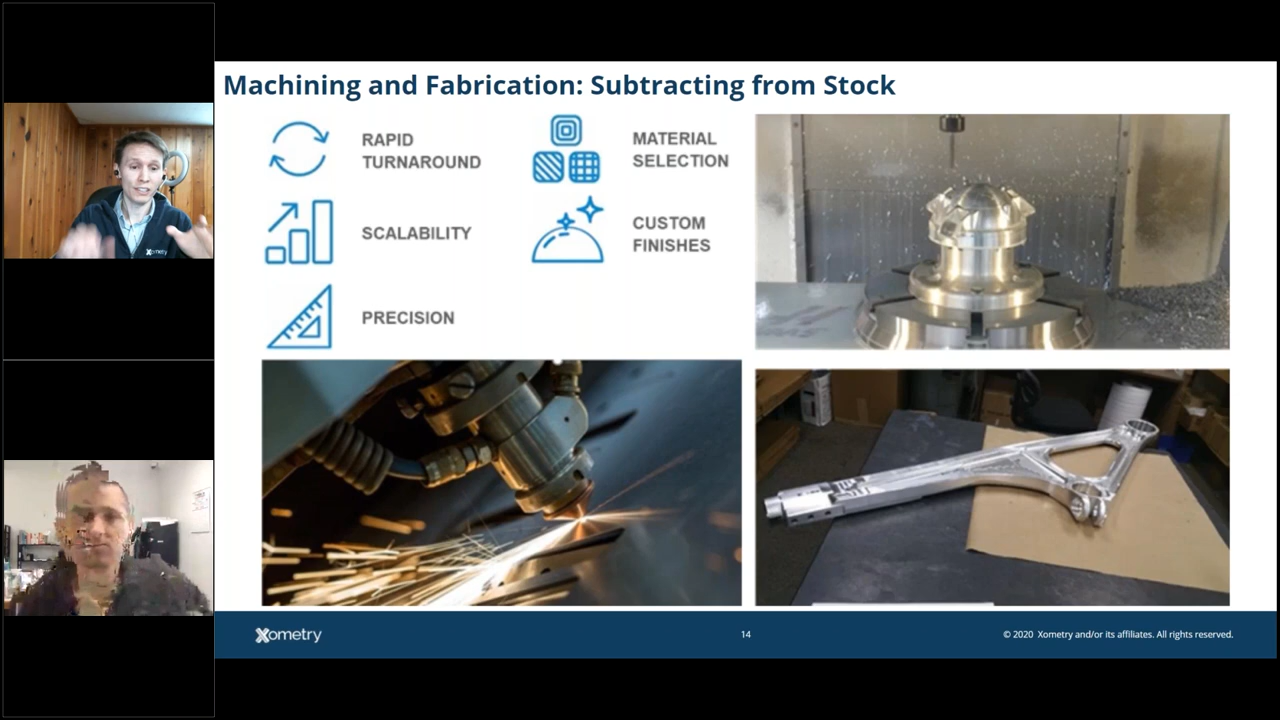 Machining and Fabrication: Subtracting from Stock
RAPID
TURNAROUND
MATERIAL
SELECTION
SCALABILITY
CUSTOM
FINISHES
PRECISION
Xometry
Xometry
14
© 2020 Xometry and/or its affiliates. All rights reserved.